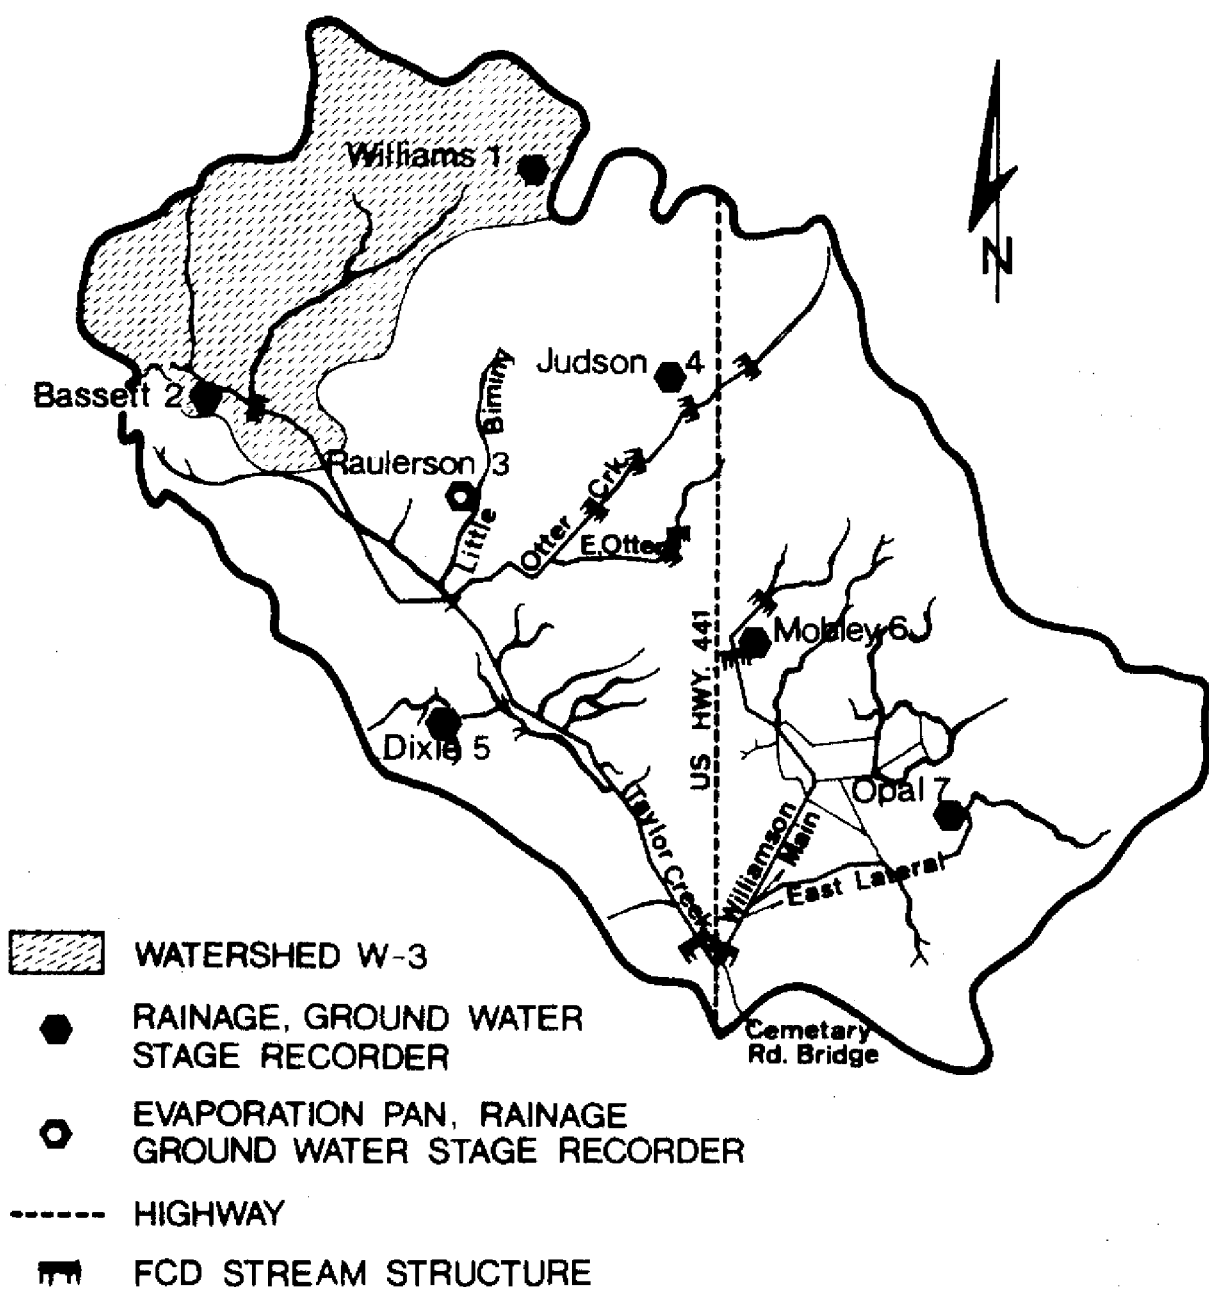 Williams 1
N
Judson 4
Bassett 2
Biminy
Raulerson 3
Little
Otter Crk.
E. Otter
US HWY. 441
Mobley 6
Dixie 5
Opal 7
Taylor Creek
Williamson
Main
East Lateral
Cemetary
Rd. Bridge
WATERSHED W-3
RAINAGE, GROUND WATER
STAGE RECORDER
EVAPORATION PAN, RAINAGE
GROUND WATER STAGE RECORDER
HIGHWAY
FCD STREAM STRUCTURE